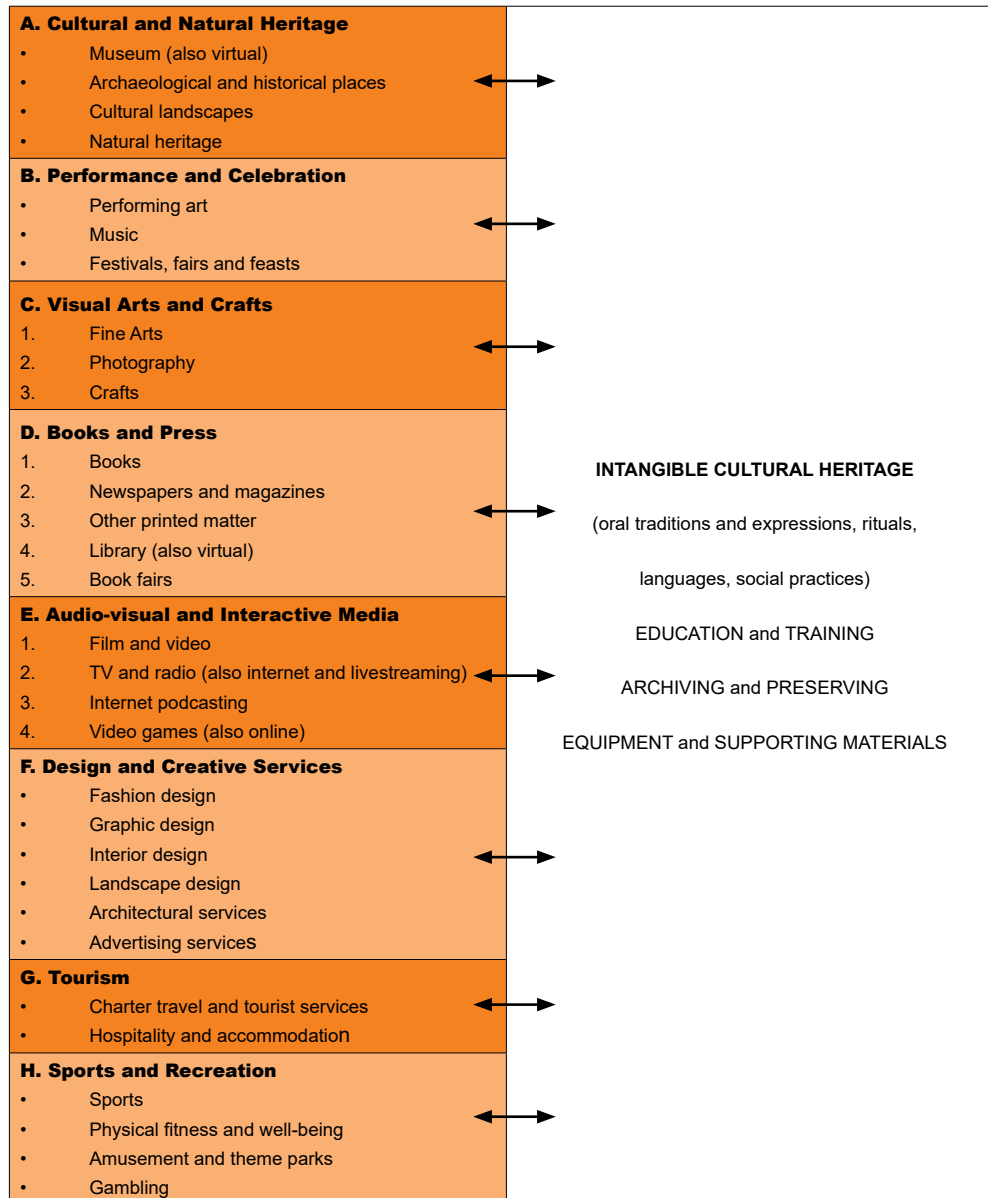 A. Cultural and Natural Heritage
• Museum (also virtual)
• Archaeological and historical places
• Cultural landscapes
• Natural heritage
B. Performance and Celebration
• Performing art
• Music
• Festivals, fairs and feasts
C. Visual Arts and Crafts
1. Fine Arts
2. Photography
3. Crafts
D. Books and Press
1. Books
2. Newspapers and magazines
3. Other printed matter
4. Library (also virtual)
5. Book fairs
E. Audio-visual and Interactive Media
1. Film and video
2. TV and radio (also internet and livestreaming)
3. Internet podcasting
4. Video games (also online)
F. Design and Creative Services
• Fashion design
• Graphic design
• Interior design
• Landscape design
• Architectural services
• Advertising services
G. Tourism
• Charter travel and tourist services
• Hospitality and accommodation
H. Sports and Recreation
• Sports
• Physical fitness and well-being
• Amusement and theme parks
• Gambling
INTANGIBLE CULTURAL HERITAGE
(oral traditions and expressions, rituals,
languages, social practices)
EDUCATION and TRAINING
ARCHIVING and PRESERVING
EQUIPMENT and SUPPORTING MATERIALS